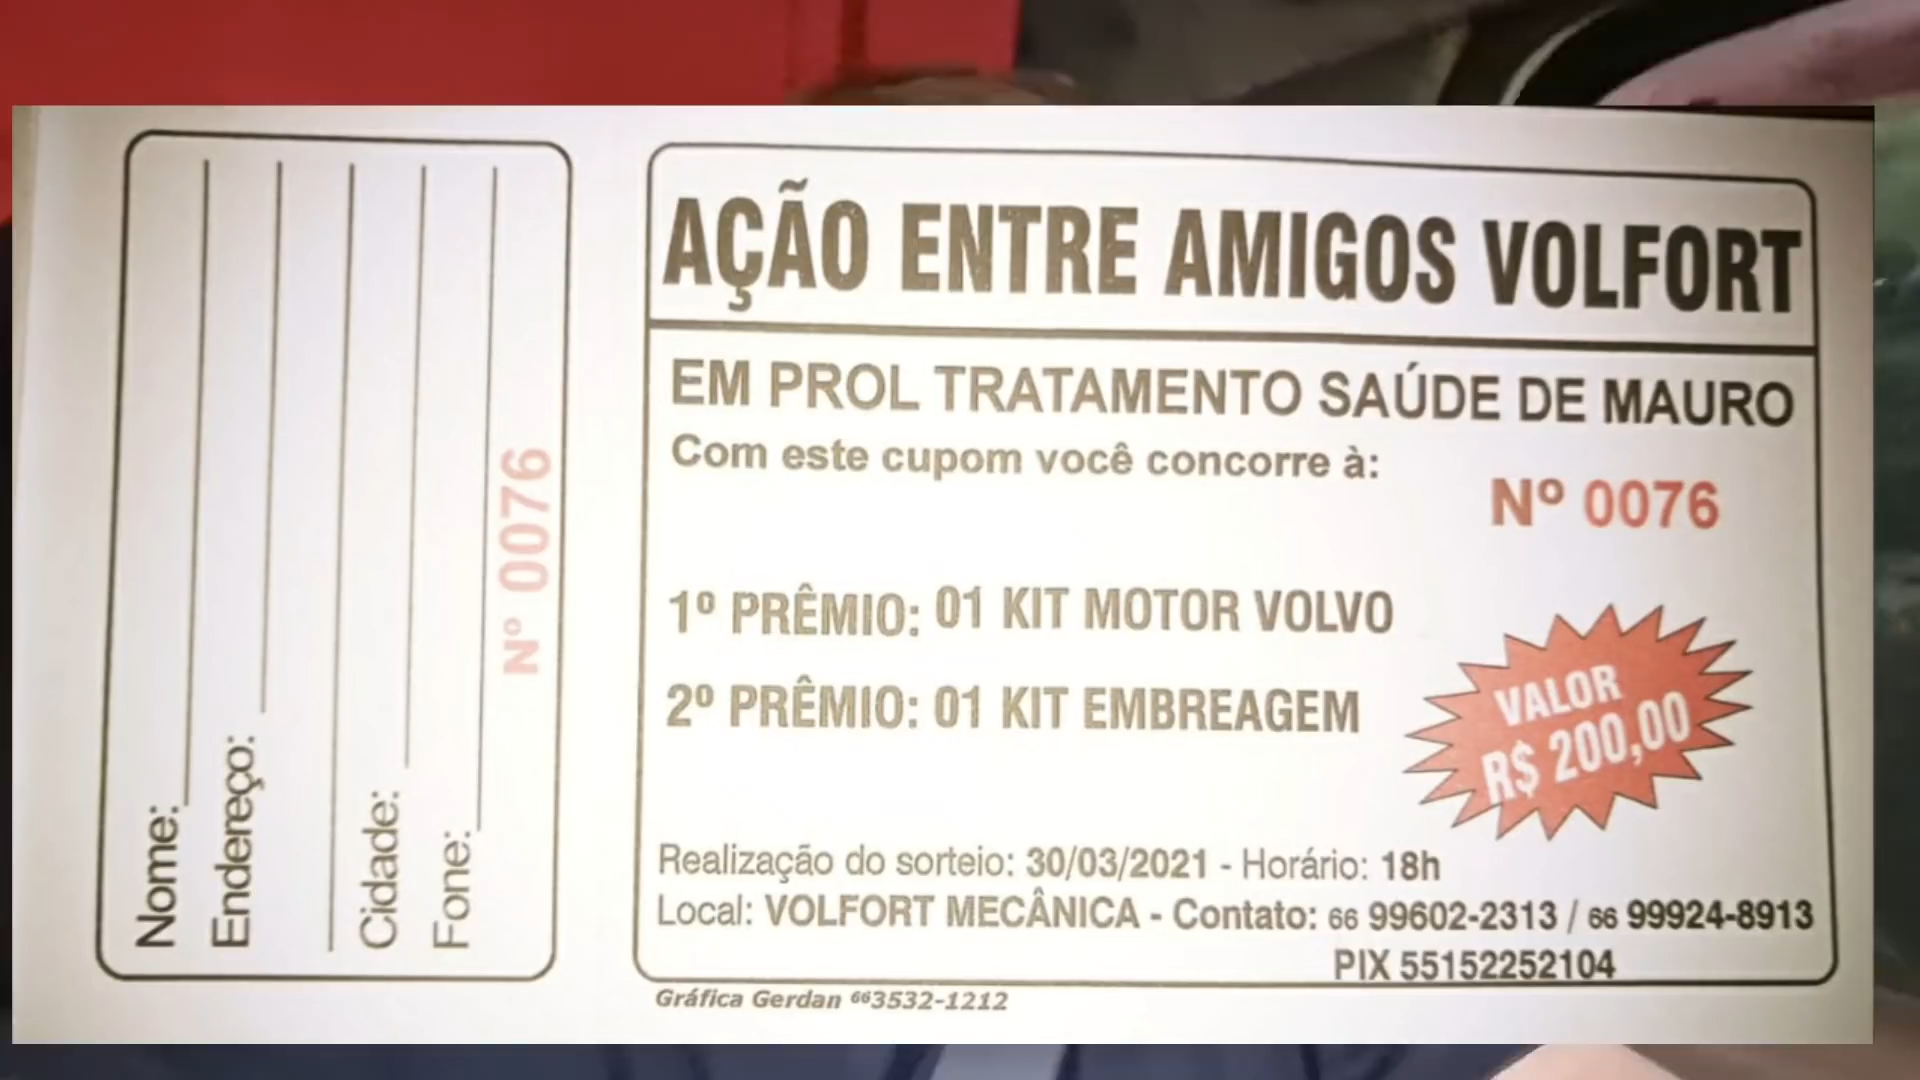 Nome:
Endereço:
Cidade:
Fone:
Nº 0076
AÇÃO ENTRE AMIGOS VOLFORT
EM PROL TRATAMENTO SAÚDE DE MAURO
Com este cupom você concorre à:
Nº 0076
1º PRÊMIO: 01 KIT MOTOR VOLVO
2º PRÊMIO: 01 KIT EMBREAGEM
VALOR
R$ 200,00
Realização do sorteio: 30/03/2021 - Horário: 18h
Local: VOLFORT MECÂNICA - Contato: 66 99602-2313 / 66 99924-8913
PIX 55152252104
Gráfica Gerdan 66 3532-1212